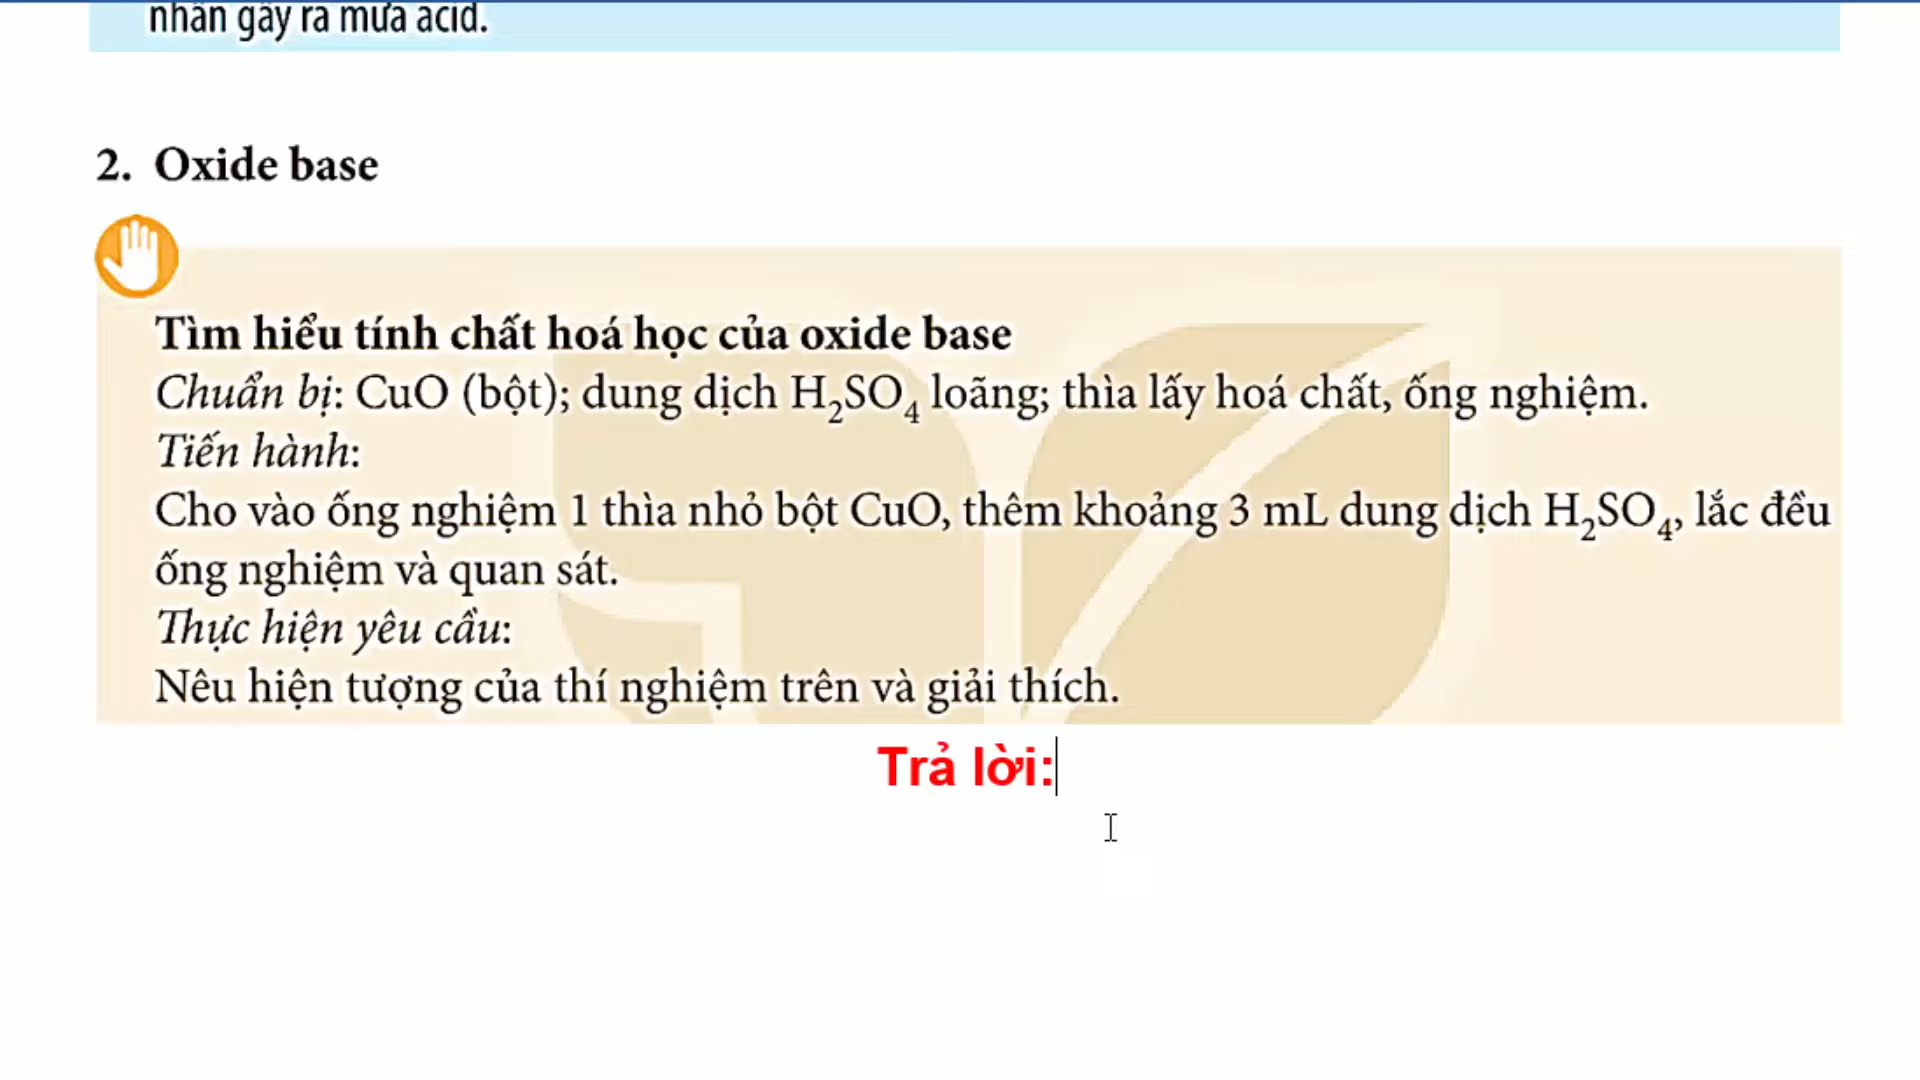 nhân gây ra mưa acid.
2. Oxide base
Tìm hiểu tính chất hoá học của oxide base
Chuẩn bị: CuO (bột); dung dịch H₂SO₄ loãng; thìa lấy hoá chất, ống nghiệm.
Tiến hành:
Cho vào ống nghiệm 1 thìa nhỏ bột CuO, thêm khoảng 3 mL dung dịch H₂SO₄, lắc đều
ống nghiệm và quan sát.
Thực hiện yêu cầu:
Nêu hiện tượng của thí nghiệm trên và giải thích.
Trả lời: